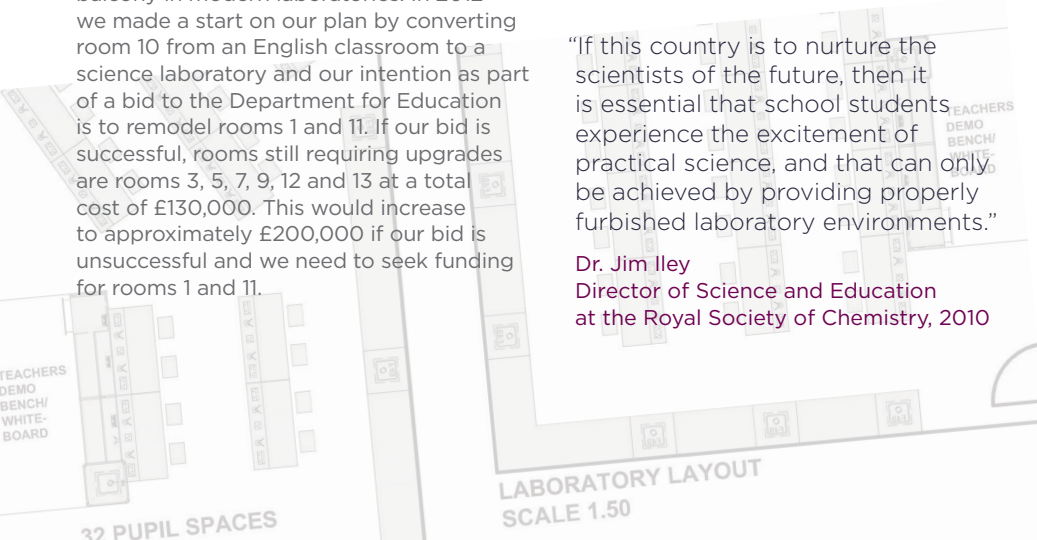 we made a start on our plan by converting
room 10 from an English classroom to a
science laboratory and our intention as part
of a bid to the Department for Education
is to remodel rooms 1 and 11. If our bid is
successful, rooms still requiring upgrades
are rooms 3, 5, 7, 9, 12 and 13 at a total
cost of £130,000. This would increase
to approximately £200,000 if our bid is
unsuccessful and we need to seek funding
for rooms 1 and 11.
“If this country is to nurture the
scientists of the future, then it
is essential that school students
experience the excitement of
practical science, and that can only
be achieved by providing properly
furbished laboratory environments.”
Dr. Jim Iley
Director of Science and Education
at the Royal Society of Chemistry, 2010
TEACHERS
DEMO
BENCH/
WHITE-
BOARD
TEACHERS
DEMO
BENCH/
WHITE-
BOARD
32 PUPIL SPACES
LABORATORY LAYOUT
SCALE 1.50